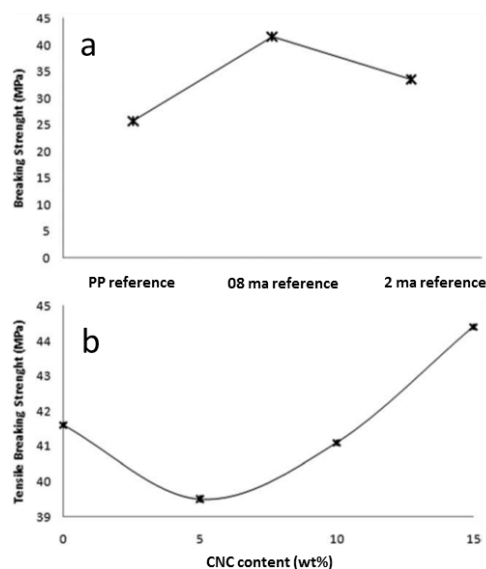 a
Breaking Strenght (MPa)
45
40
35
30
25
20
15
10
5
0
PP reference 08 ma reference 2 ma reference
b
Tensile Breaking Strenght (MPa)
45
44
43
42
41
40
39
0 5 10 15
CNC content (wt%)